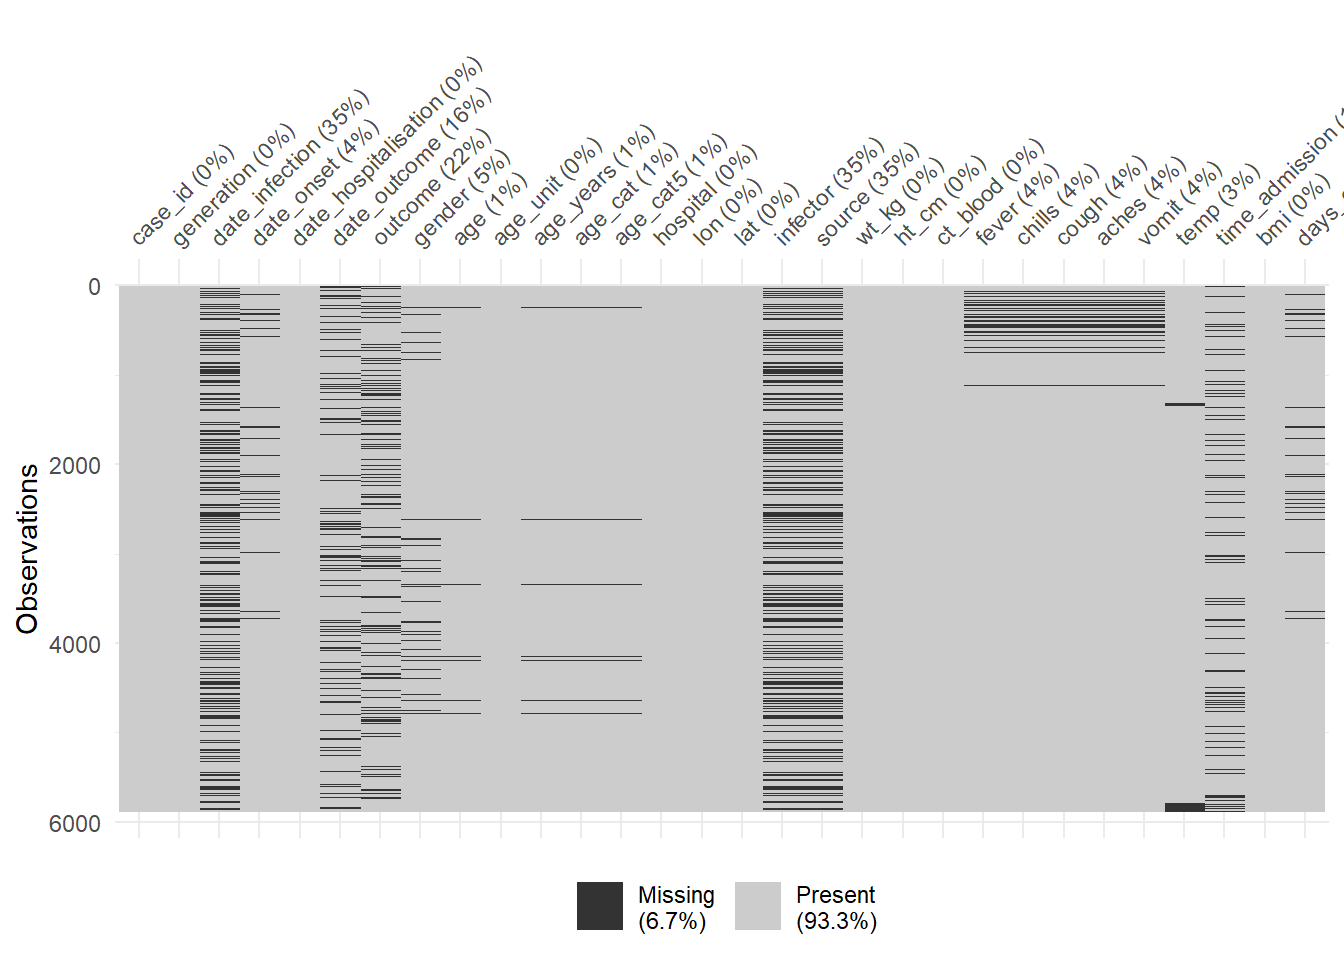 case_id (0%)
generation (0%)
date_infection (35%)
date_onset (4%)
date_hospitalisation (0%)
date_outcome (16%)
outcome (22%)
gender (5%)
age (1%)
age_unit (0%)
age_years (1%)
age_cat (1%)
age_cat5 (1%)
hospital (0%)
lon (0%)
lat (0%)
infector (35%)
source (35%)
wt_kg (0%)
ht_cm (0%)
ct_blood (0%)
fever (4%)
chills (4%)
cough (4%)
aches (4%)
vomit (4%)
temp (3%)
time_admission (1
bmi (0%)
days
Observations
0
2000
4000
6000
Missing
(6.7%)
Present
(93.3%)